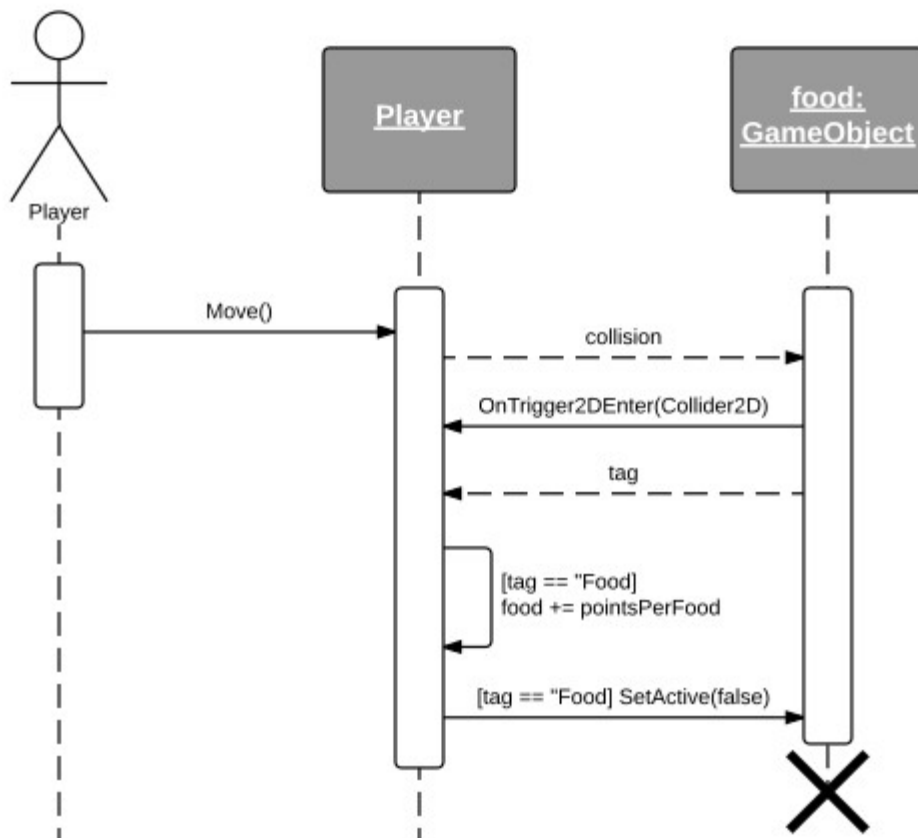 Player
Player
food:
GameObject
Move()
collision
OnTrigger2DEnter(Collider2D)
tag
[tag == "Food]
food += pointsPerFood
[tag == "Food] SetActive(false)